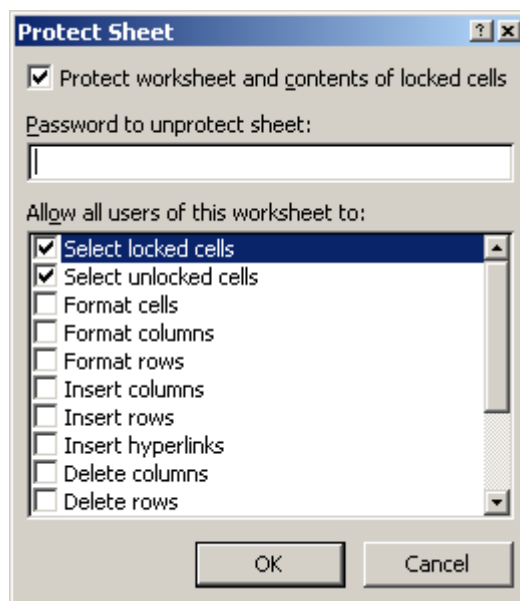 Protect Sheet
Protect worksheet and contents of locked cells
Password to unprotect sheet:
Allow all users of this worksheet to:
Select locked cells
Select unlocked cells
Format cells
Format columns
Format rows
Insert columns
Insert rows
Insert hyperlinks
Delete columns
Delete rows
OK Cancel